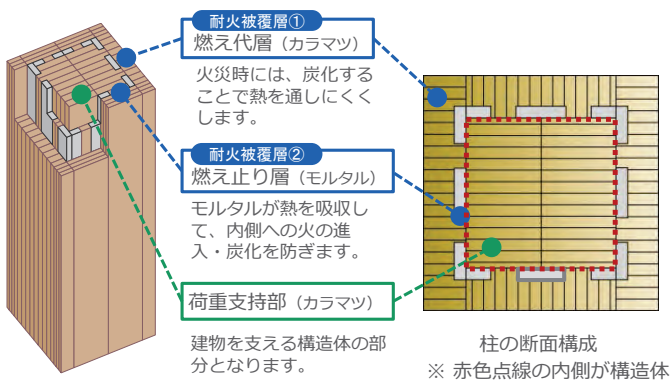 耐火被覆層①
燃え代層（カラマツ）
火災時には、炭化する
ことで熱を通しにくく
します。
耐火被覆層②
燃え止り層（モルタル）
モルタルが熱を吸収し
て、内側への火の進
入・炭化を防ぎます。
荷重支持部（カラマツ）
建物を支える構造体の部
分となります。
柱の断面構成
※ 赤色点線の内側が構造体